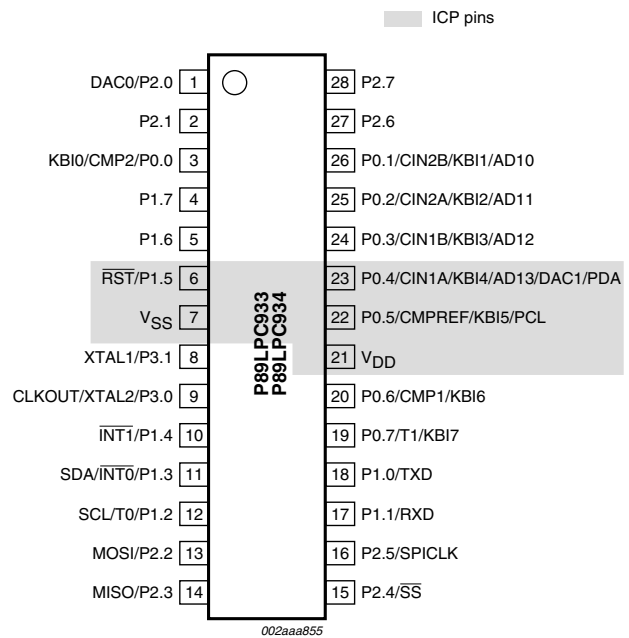 ICP pins
DAC0/P2.0 1 28 P2.7
P2.1 2 27 P2.6
KBI0/CMP2/P0.0 3 26 P0.1/CIN2B/KBI1/AD10
P1.7 4 25 P0.2/CIN2A/KBI2/AD11
P1.6 5 24 P0.3/CIN1B/KBI3/AD12
RST/P1.5 6 23 P0.4/CIN1A/KBI4/AD13/DAC1/PDA
VSS 7 22 P0.5/CMPREF/KBI5/PCL
XTAL1/P3.1 8 21 VDD
CLKOUT/XTAL2/P3.0 9 20 P0.6/CMP1/KBI6
INT1/P1.4 10 19 P0.7/T1/KBI7
SDA/INT0/P1.3 11 18 P1.0/TXD
SCL/T0/P1.2 12 17 P1.1/RXD
MOSI/P2.2 13 16 P2.5/SPICLK
MISO/P2.3 14 15 P2.4/SS
P89LPC933
P89LPC934
002aaa855